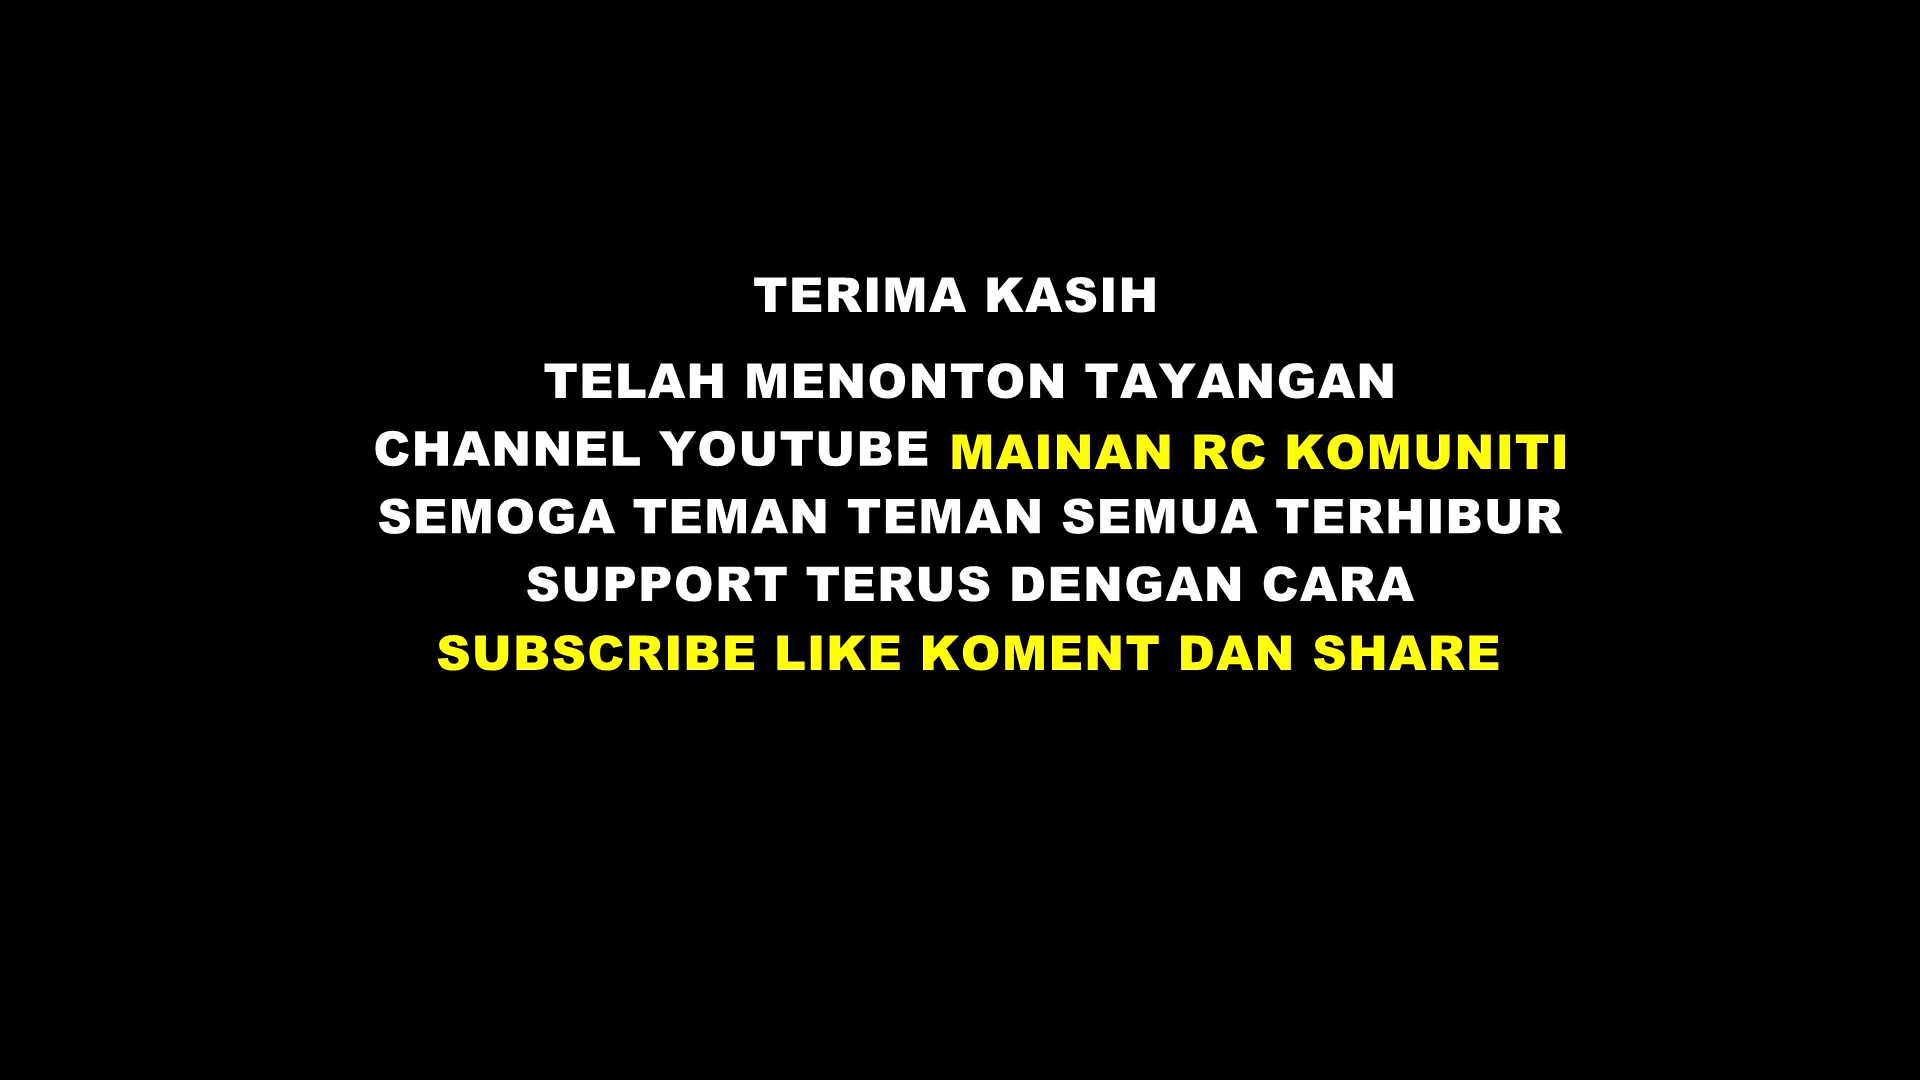 TERIMA KASIH
TELAH MENONTON TAYANGAN
CHANNEL YOUTUBE MAINAN RC KOMUNITI
SEMOGA TEMAN TEMAN SEMUA TERHIBUR
SUPPORT TERUS DENGAN CARA
SUBSCRIBE LIKE KOMENT DAN SHARE